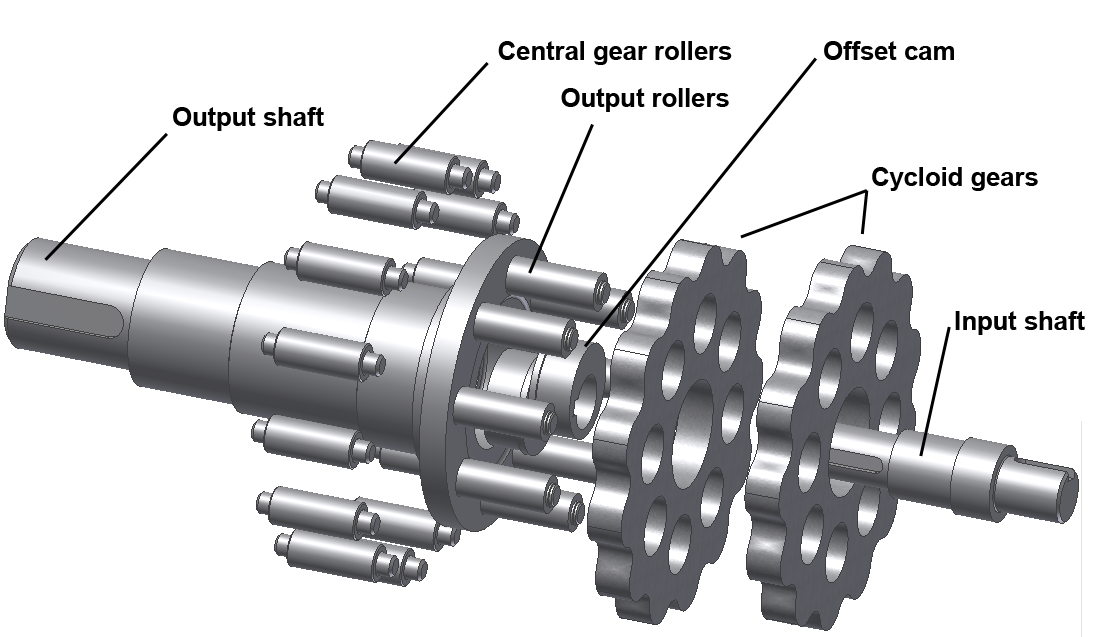 Central gear rollers
Offset cam
Output rollers
Output shaft
Cycloid gears
Input shaft